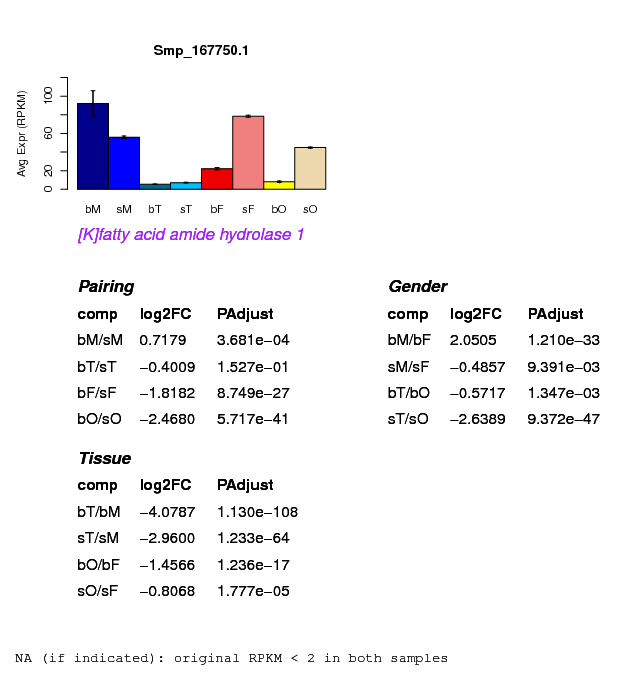 Smp_167750.1
Avg Expr (RPKM)
100
60
20
0
bM sM bT sT bF sF bO sO
[K]fatty acid amide hydrolase 1
Pairing
comp log2FC PAdjust
bM/sM 0.7179 3.681e−04
bT/sT −0.4009 1.527e−01
bF/sF −1.8182 8.749e−27
bO/sO −2.4680 5.717e−41
Gender
comp log2FC PAdjust
bM/bF 2.0505 1.210e−33
sM/sF −0.4857 9.391e−03
bT/bO −0.5717 1.347e−03
sT/sO −2.6389 9.372e−47
Tissue
comp log2FC PAdjust
bT/bM −4.0787 1.130e−108
sT/sM −2.9600 1.233e−64
bO/bF −1.4566 1.236e−17
sO/sF −0.8068 1.777e−05
NA (if indicated): original RPKM < 2 in both samples